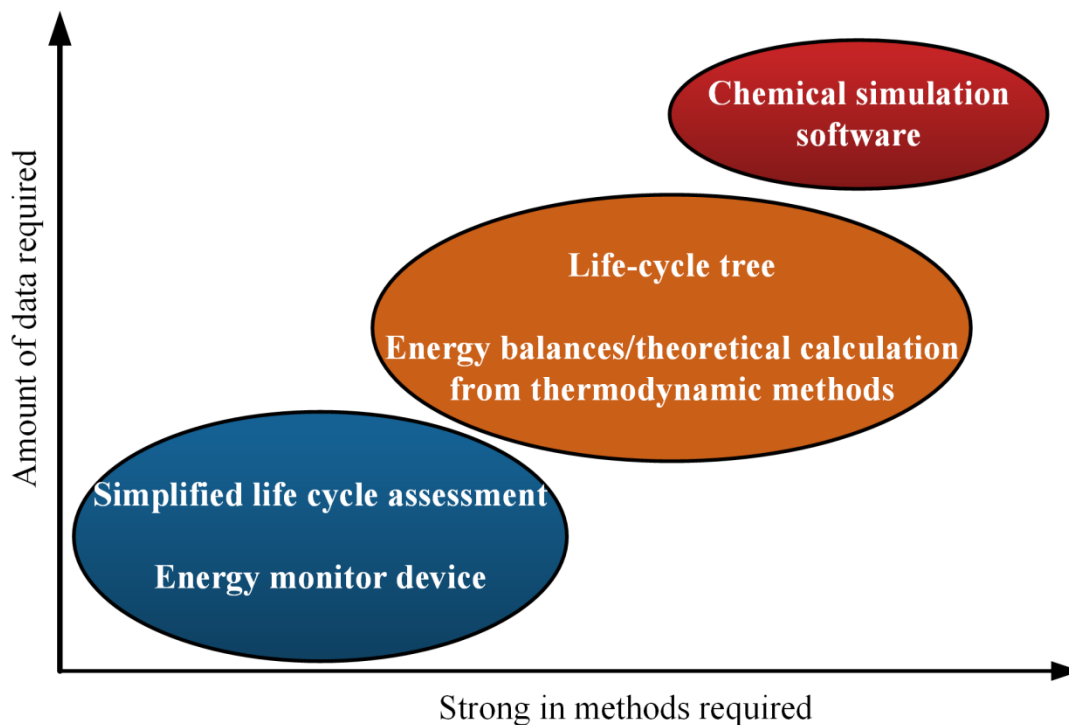 Amount of data required
Chemical simulation
software
Life-cycle tree
Energy balances/theoretical calculation
from thermodynamic methods
Simplified life cycle assessment
Energy monitor device
Strong in methods required